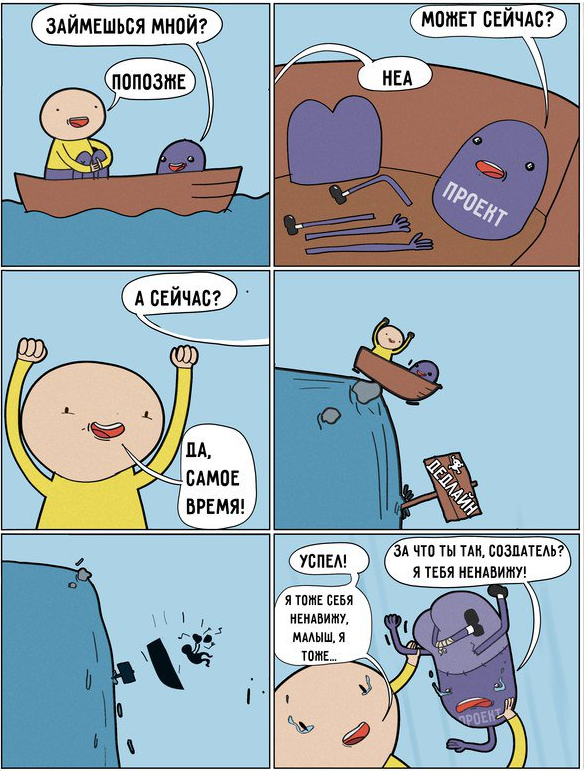 ЗАЙМЕШЬСЯ МНОЙ?
ПОПОЗЖЕ
МОЖЕТ СЕЙЧАС?
НЕА
ПРОЕКТ
А СЕЙЧАС?
ДА,
САМОЕ
ВРЕМЯ!
ДЕДЛАЙН
УСПЕЛ!
Я ТОЖЕ СЕБЯ
НЕНАВИЖУ,
МАЛЫШ, Я
ТОЖЕ...
ЗА ЧТО ТЫ ТАК, СОЗДАТЕЛЬ?
Я ТЕБЯ НЕНАВИЖУ!
ПРОЕКТ